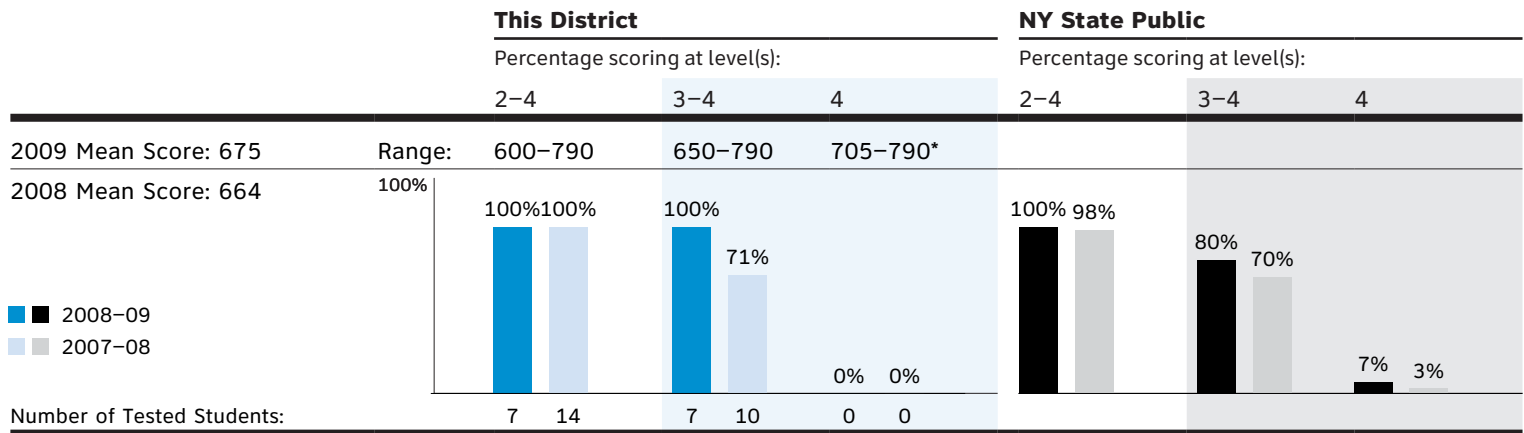 This District NY State Public
Percentage scoring at level(s): Percentage scoring at level(s):
2–4 3–4 4 2–4 3–4 4
2009 Mean Score: 675 Range: 600–790 650–790 705–790*
2008 Mean Score: 664 100%
100% 100% 100% 71% 0% 0% 100% 98% 80% 70% 7% 3%
2008–09
2007–08
Number of Tested Students: 7 14 7 10 0 0